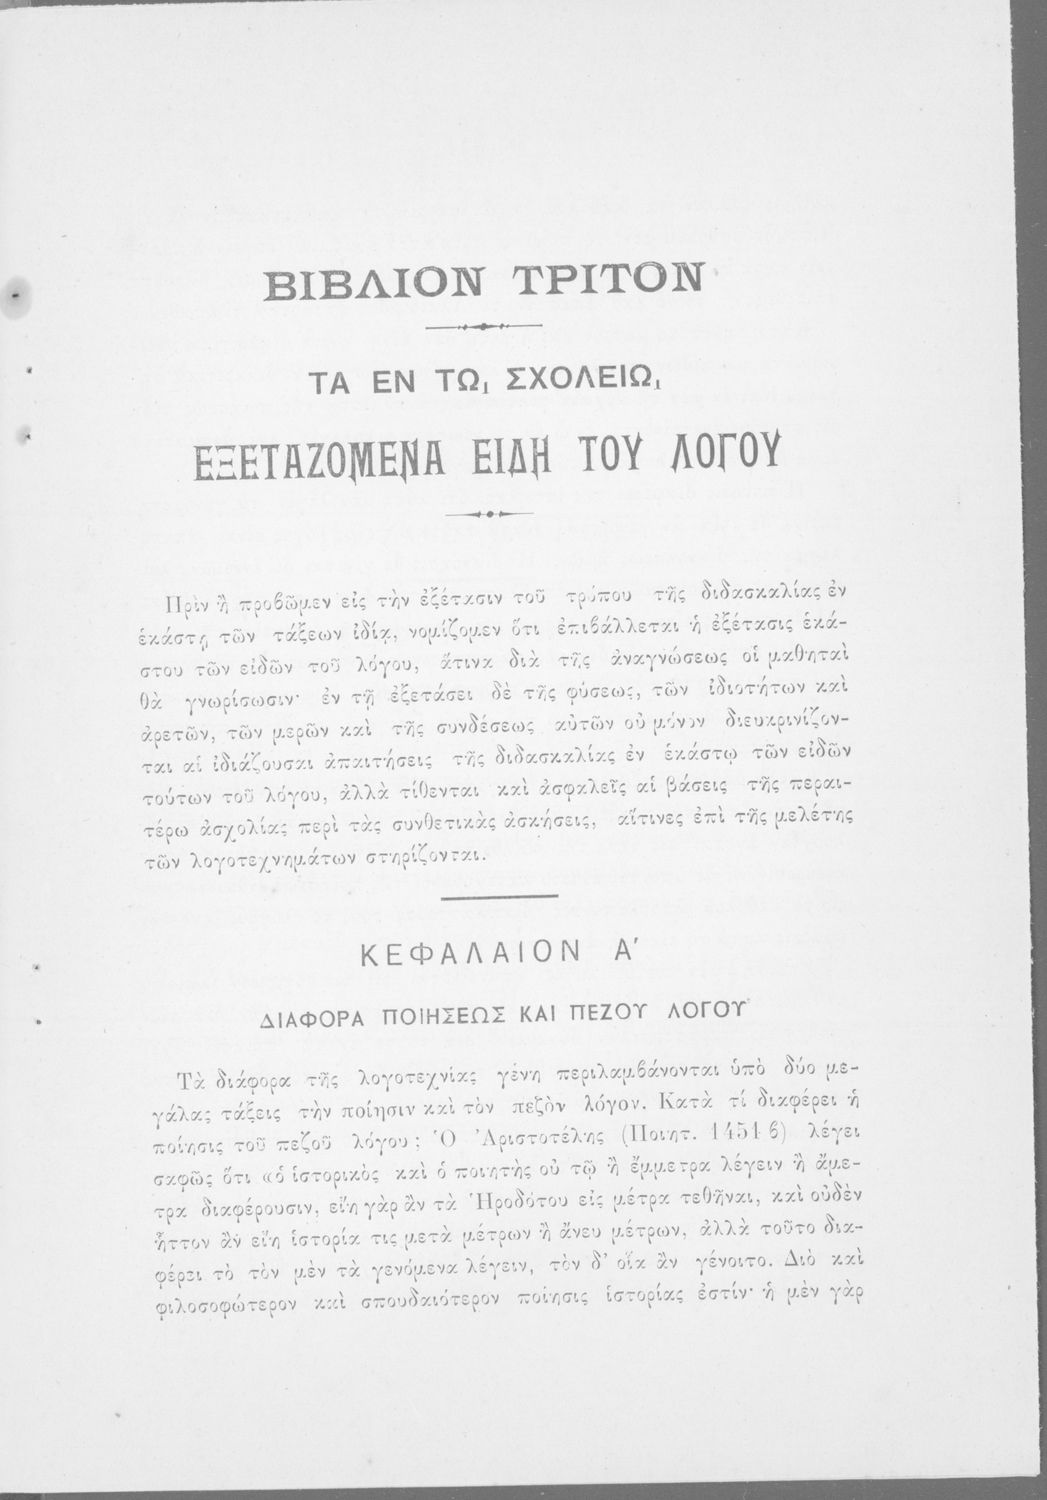 ΒΙΒΛΙΟΝ ΤΡΙΤΟΝ
ΤΑ ΕΝ ΤΩι ΣΧΟΛΕΙΩι
ΕΞΕΤΑΖΟΜΕΝΑ ΕΙΔΗ ΤΟΥ ΛΟΓΟΥ
Πρὶν ἢ προβῶμεν εἰς τὴν ἐξέτασιν τοῦ τρόπου τῆς διδασκαλίας ἐν
ἑκάστῃ τῶν τάξεων ἰδίᾳ, νομίζομεν ὅτι ἐπιβάλλεται ἡ ἐξέτασις ἑκά-
στου τῶν εἰδῶν τοῦ λόγου, ἅτινα διὰ τῆς ἀναγνώσεως οἱ μαθηταὶ
θὰ γνωρίσωσιν· ἐν τῇ ἐξετάσει δὲ τῆς φύσεως, τῶν ἰδιοτήτων καὶ
ἀρετῶν, τῶν μερῶν καὶ τῆς συνδέσεως αὐτῶν οὐ μόνον διευκρινίζον-
ται αἱ ἰδιάζουσαι ἀπαιτήσεις τῆς διδασκαλίας ἐν ἑκάστῳ τῶν εἰδῶν
τούτων τοῦ λόγου, ἀλλὰ τίθενται καὶ ἀσφαλεῖς αἱ βάσεις τῆς περαι-
τέρω ἀσχολίας περὶ τὰς συνθετικὰς ἀσκήσεις, αἵτινες ἐπὶ τῆς μελέτης
τῶν λογοτεχνημάτων στηρίζονται.
ΚΕΦΑΛΑΙΟΝ Α΄
ΔΙΑΦΟΡΑ ΠΟΙΗΣΕΩΣ ΚΑΙ ΠΕΖΟΥ ΛΟΓΟΥ
Τὰ διάφορα τῆς λογοτεχνίας γένη περιλαμβάνονται ὑπὸ δύο με-
γάλας τάξεις τὴν ποίησιν καὶ τὸν πεζὸν λόγον. Κατὰ τί διαφέρει ἡ
ποίησις τοῦ πεζοῦ λόγου; Ὁ Ἀριστοτέλης (Ποιητ. 1451 β) λέγει
σαφῶς ὅτι «ὁ ἱστορικὸς καὶ ὁ ποιητὴς οὐ τῷ ἢ ἔμμετρα λέγειν ἢ ἄμε-
τρα διαφέρουσιν, εἴη γὰρ ἂν τὰ Ἡροδότου εἰς μέτρα τεθῆναι, καὶ οὐδὲν
ἧττον ἂν εἴη ἱστορία τις μετὰ μέτρων ἢ ἄνευ μέτρων, ἀλλὰ τοῦτο δια-
φέρει τὸ τὸν μὲν τὰ γενόμενα λέγειν, τὸν δ' οἷα ἂν γένοιτο. Διὸ καὶ
φιλοσοφώτερον καὶ σπουδαιότερον ποίησις ἱστορίας ἐστίν· ἡ μὲν γὰρ